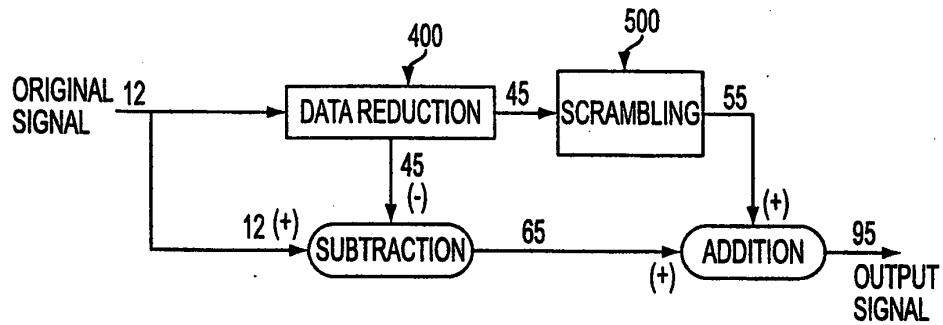 400
500
ORIGINAL
SIGNAL
12
DATA REDUCTION
45
SCRAMBLING
55
45
(-)
(+)
12 (+)
SUBTRACTION
65
(+)
ADDITION
95
OUTPUT
SIGNAL